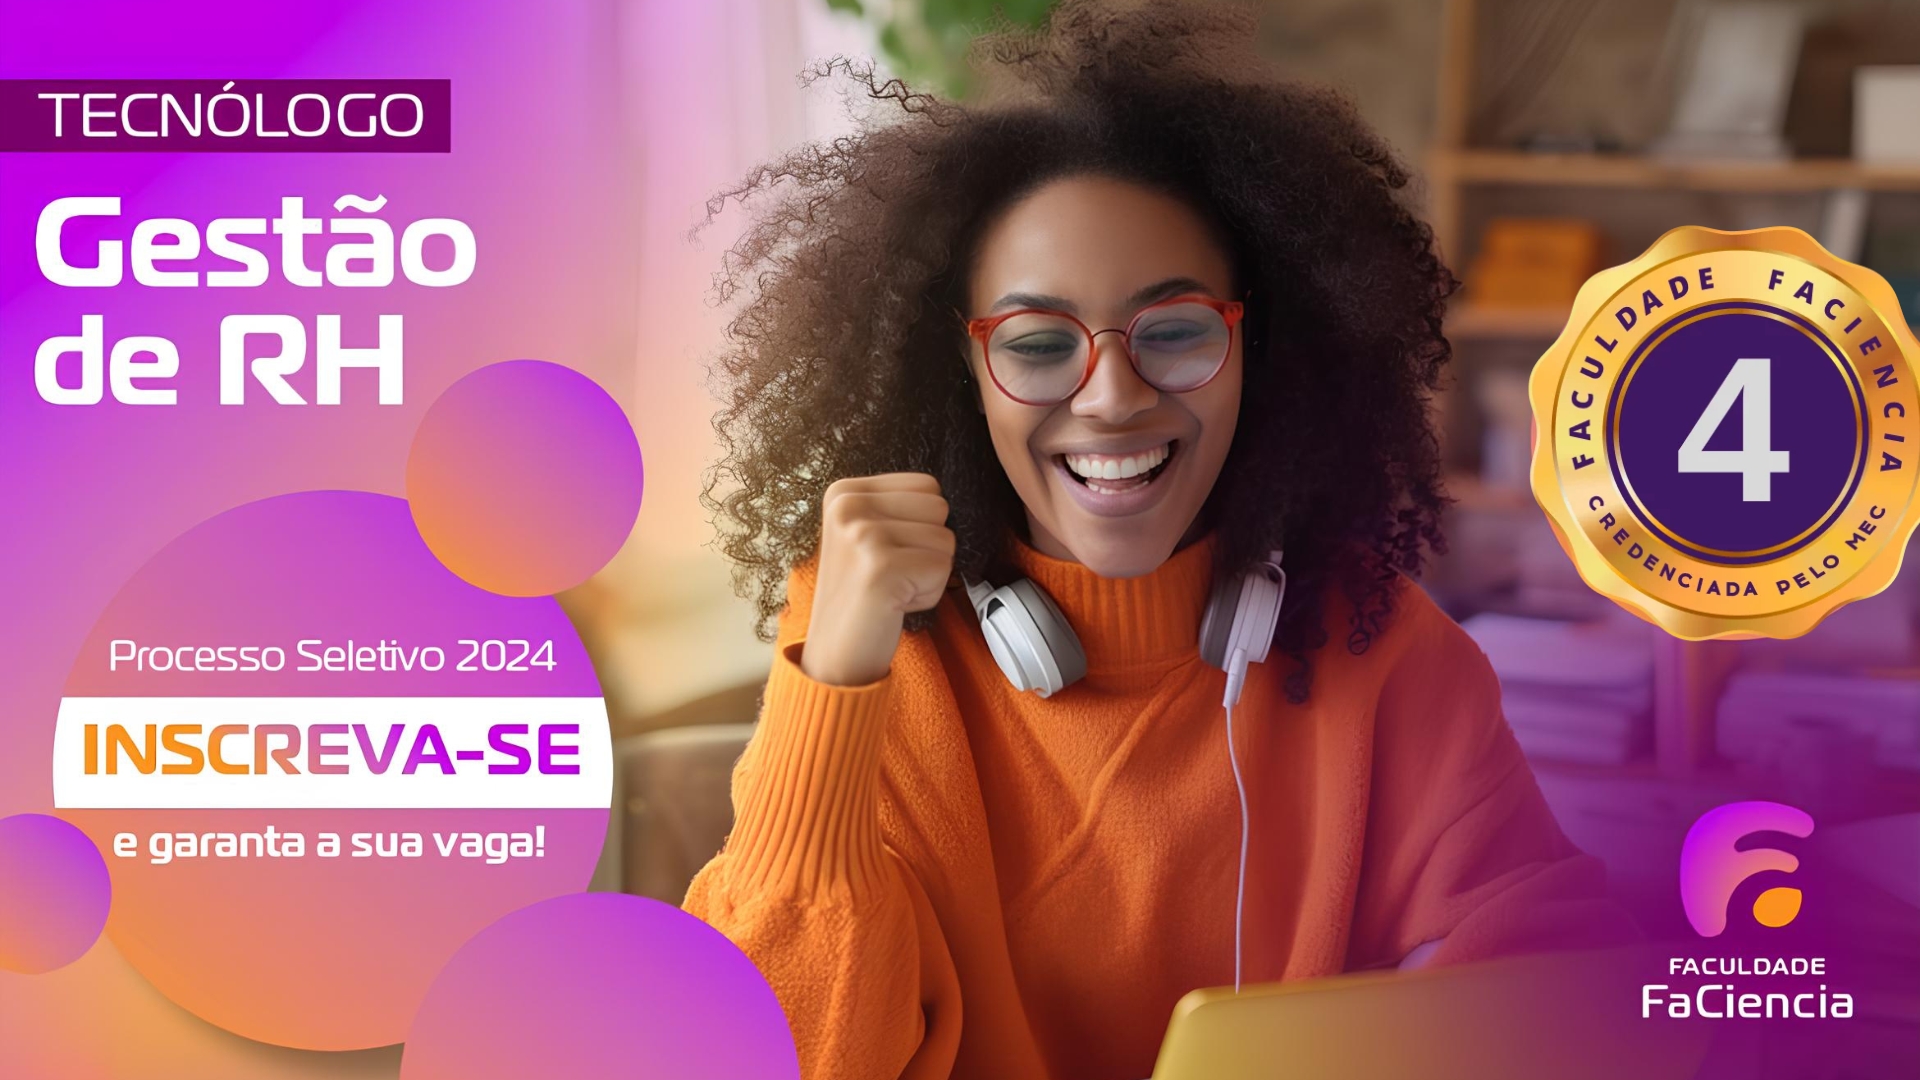 TECNÓLOGO
Gestão
de RH
Processo Seletivo 2024
INSCREVA-SE
e garanta a sua vaga!
FACULDADE FACIENCIA
4
CREDENCIADA PELO MEC
FACULDADE
FaCiencia